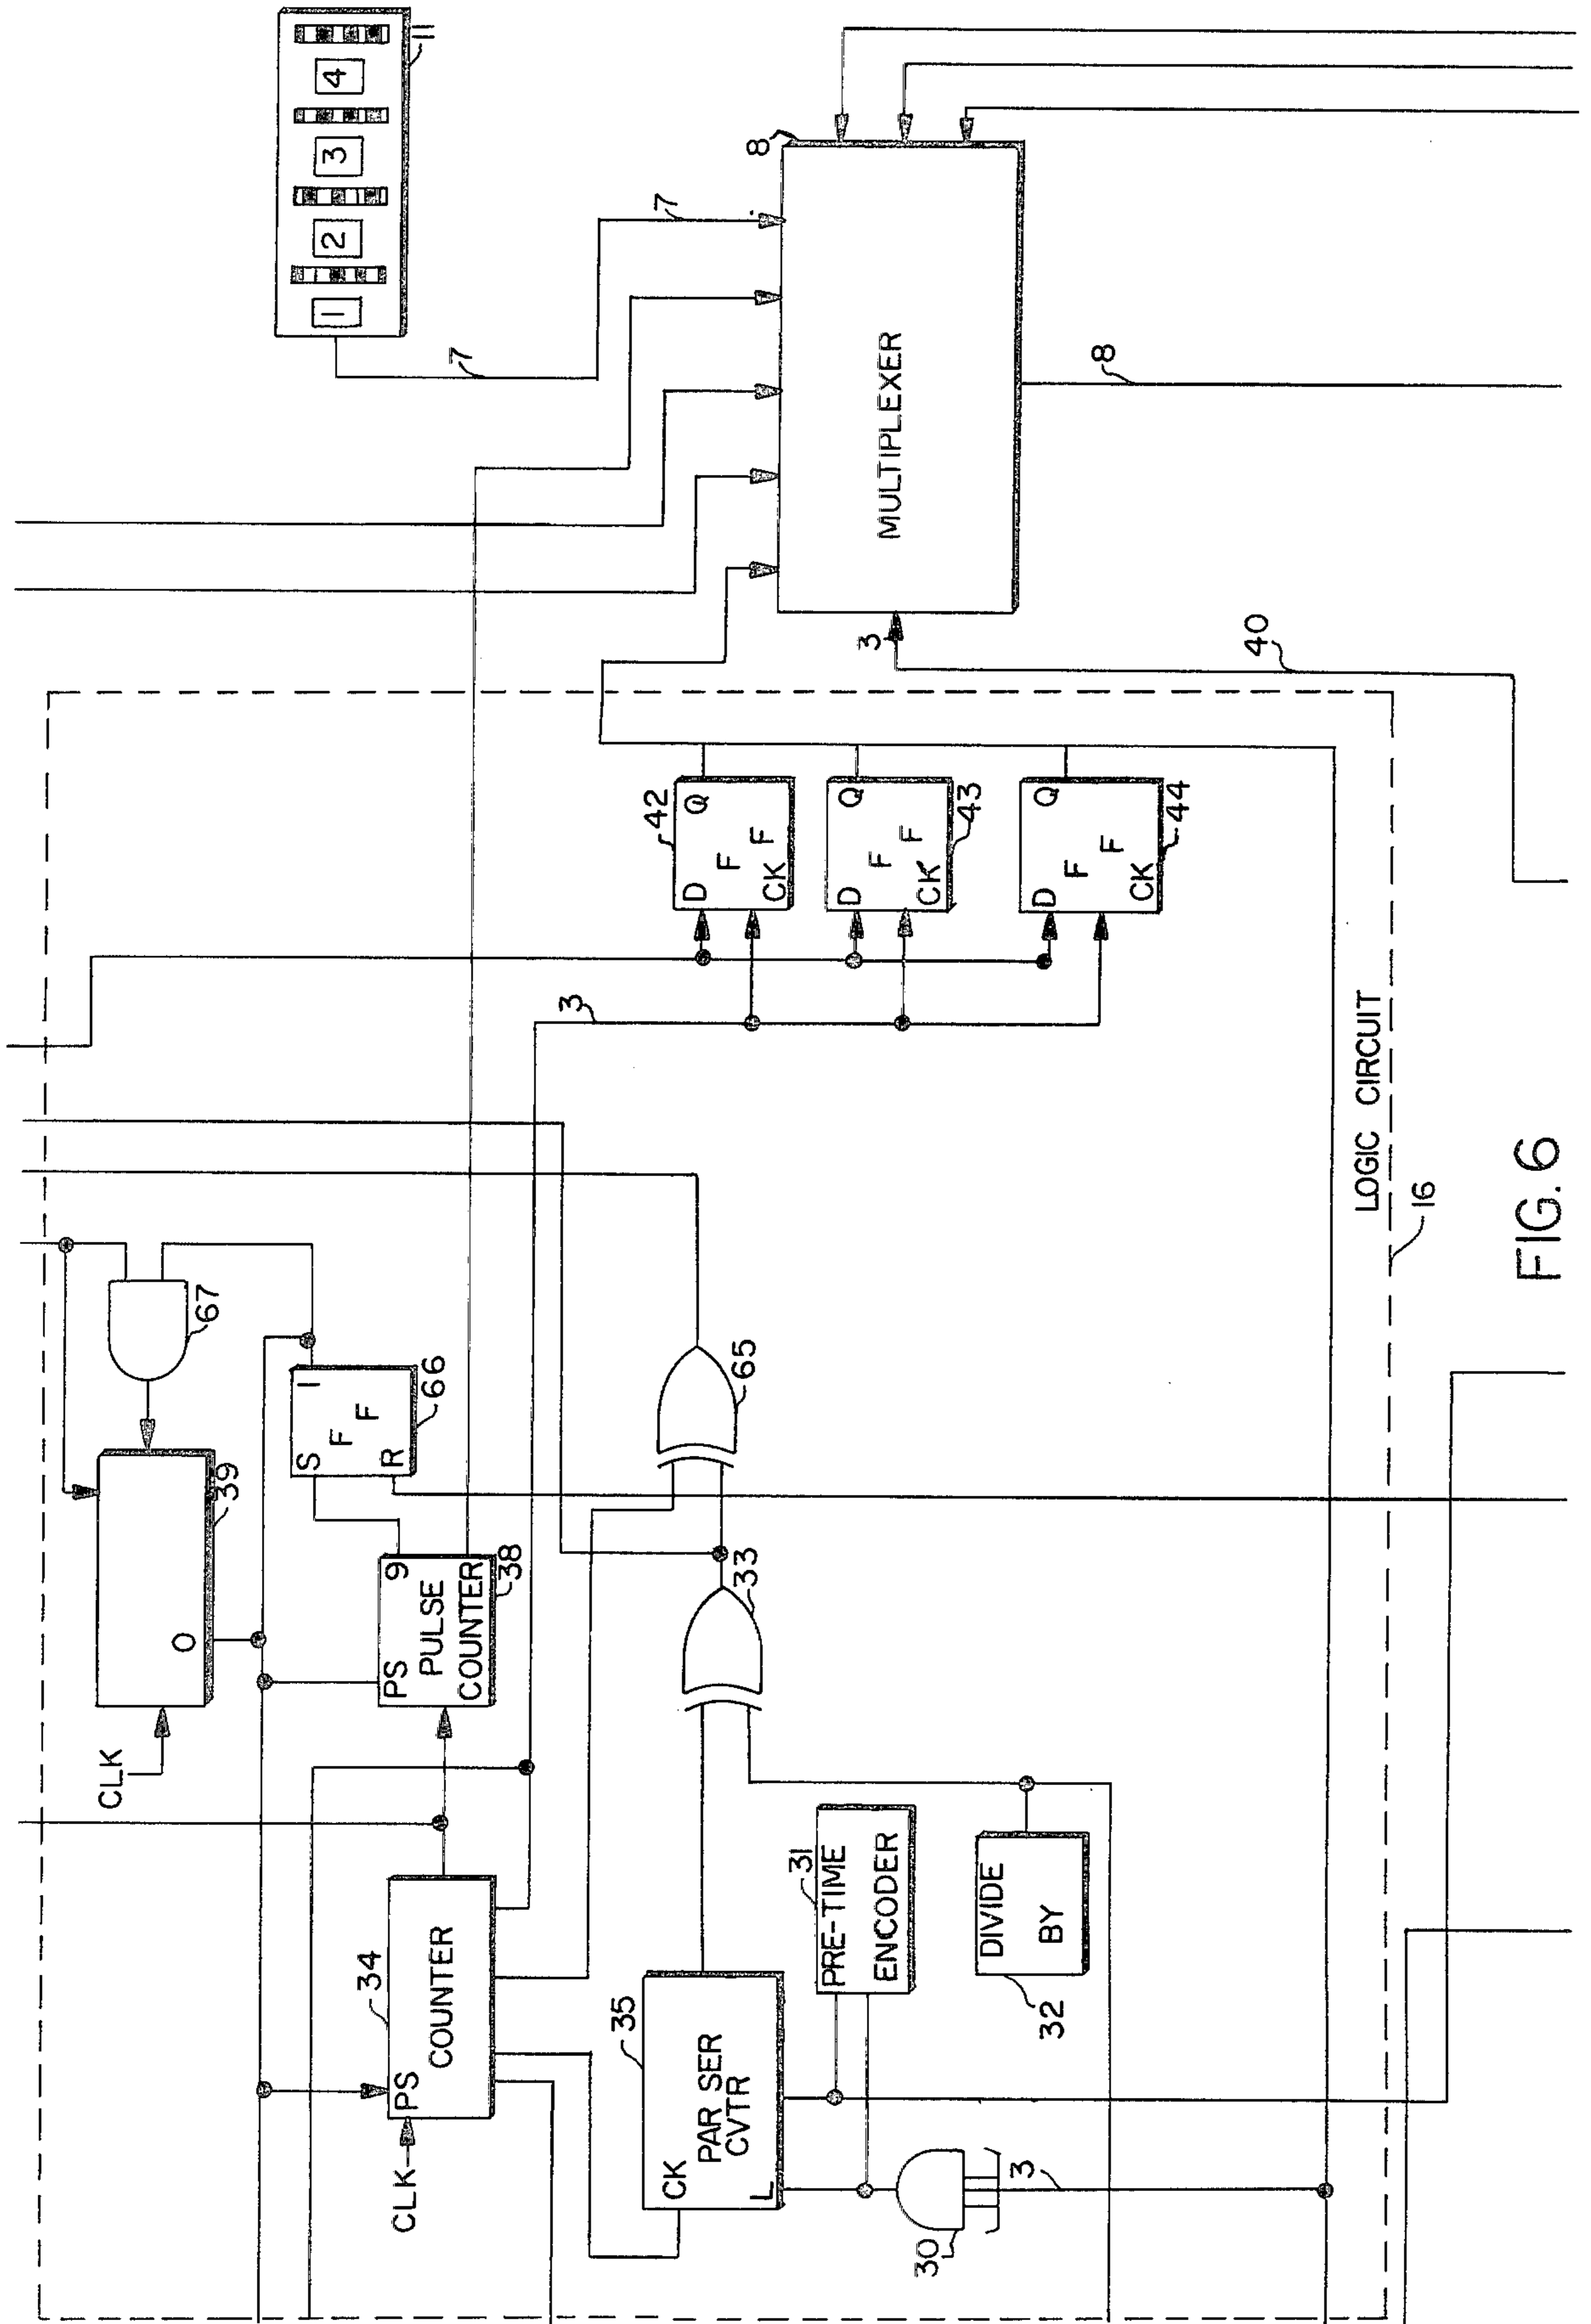 1 2 3 4
11
7
7
8
MULTIPLEXER
8
3
40
42
D Q
F F
CK
D Q
F F
CK
43
D Q
F F
CK
44
3
LOGIC CIRCUIT
16
67
39
O
CLK
S 1
F F
R
66
PS 9
PULSE
COUNTER
38
65
33
34
PS
COUNTER
CLK
35
CK
PAR SER
CVTR
L
31
PRE-TIME
ENCODER
DIVIDE
BY
32
30
3
FIG. 6